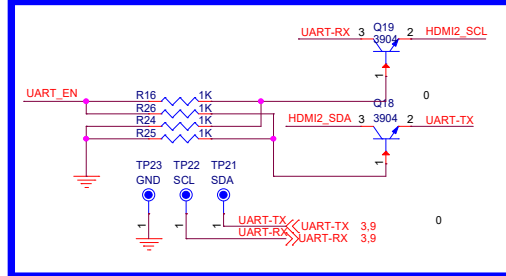 Q19
UART-RX 3 3904 2 HDMI2_SCL
1
UART_EN R16 1K
R26 1K
R24 1K
R25 1K
0
Q18
HDMI2_SDA 3 3904 2 UART-TX
1
TP23 TP22 TP21
GND SCL SDA
1 1 1
UART-TX UART-TX 3,9
UART-RX UART-RX 3,9
0